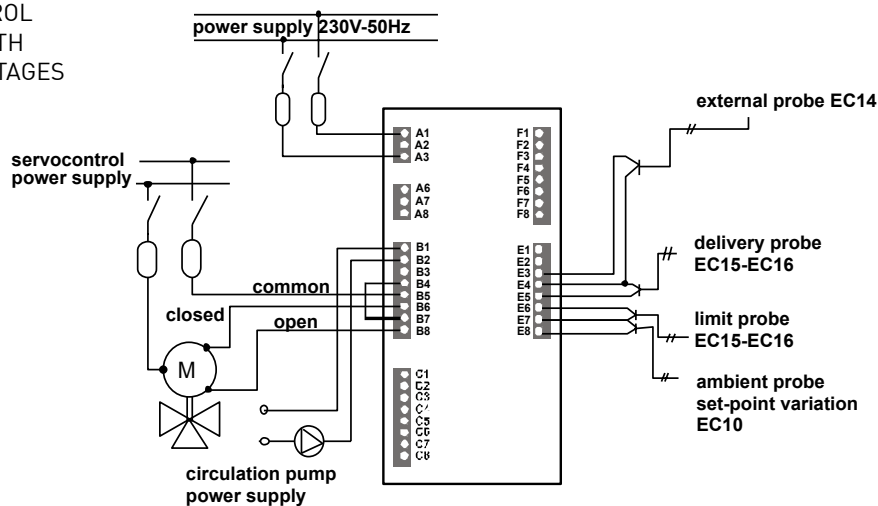 ROL
TH
TAGES
power supply 230V-50Hz
servocontrol
power supply
common
closed
open
M
circulation pump
power supply
A1
A2
A3
A6
A7
A8
B1
B2
B3
B4
B5
B6
B7
B8
C1
C2
C3
C4
C5
C6
C7
C8
F1
F2
F3
F4
F5
F6
F7
F8
E1
E2
E3
E4
E5
E6
E7
E8
external probe EC14
delivery probe
EC15-EC16
limit probe
EC15-EC16
ambient probe
set-point variation
EC10